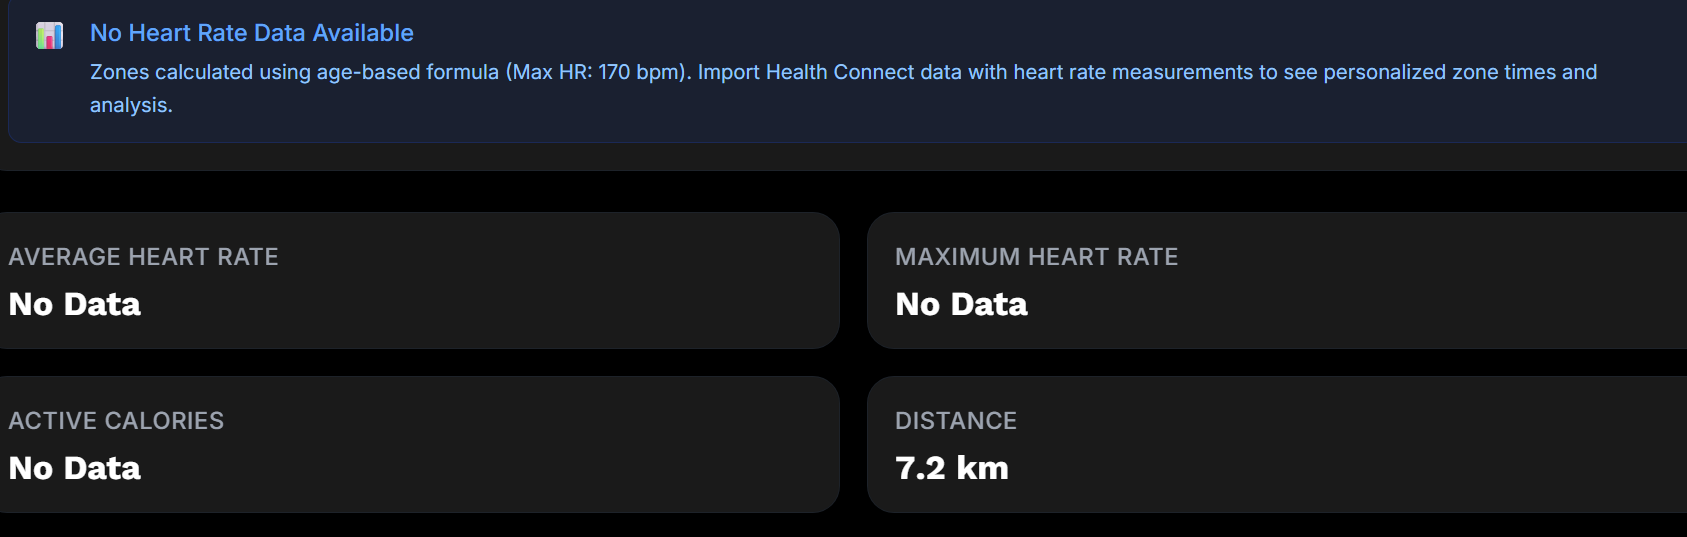 No Heart Rate Data Available
Zones calculated using age-based formula (Max HR: 170 bpm). Import Health Connect data with heart rate measurements to see personalized zone times and
analysis.
AVERAGE HEART RATE
No Data
MAXIMUM HEART RATE
No Data
ACTIVE CALORIES
No Data
DISTANCE
7.2 km